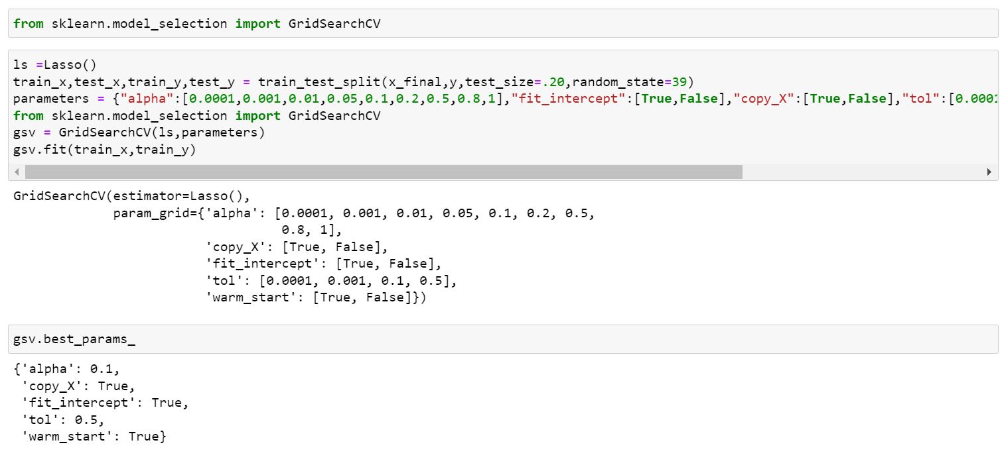 from sklearn.model_selection import GridSearchCV
ls =Lasso()
train_x,test_x,train_y,test_y = train_test_split(x_final,y,test_size=.20,random_state=39)
parameters = {"alpha":[0.0001,0.001,0.01,0.05,0.1,0.2,0.5,0.8,1],"fit_intercept":[True,False],"copy_X":[True,False],"tol":[0.0001
from sklearn.model_selection import GridSearchCV
gsv = GridSearchCV(ls,parameters)
gsv.fit(train_x,train_y)
GridSearchCV(estimator=Lasso(),
             param_grid={'alpha': [0.0001, 0.001, 0.01, 0.05, 0.1, 0.2, 0.5,
                                   0.8, 1],
                         'copy_X': [True, False],
                         'fit_intercept': [True, False],
                         'tol': [0.0001, 0.001, 0.1, 0.5],
                         'warm_start': [True, False]})
gsv.best_params_
{'alpha': 0.1,
 'copy_X': True,
 'fit_intercept': True,
 'tol': 0.5,
 'warm_start': True}